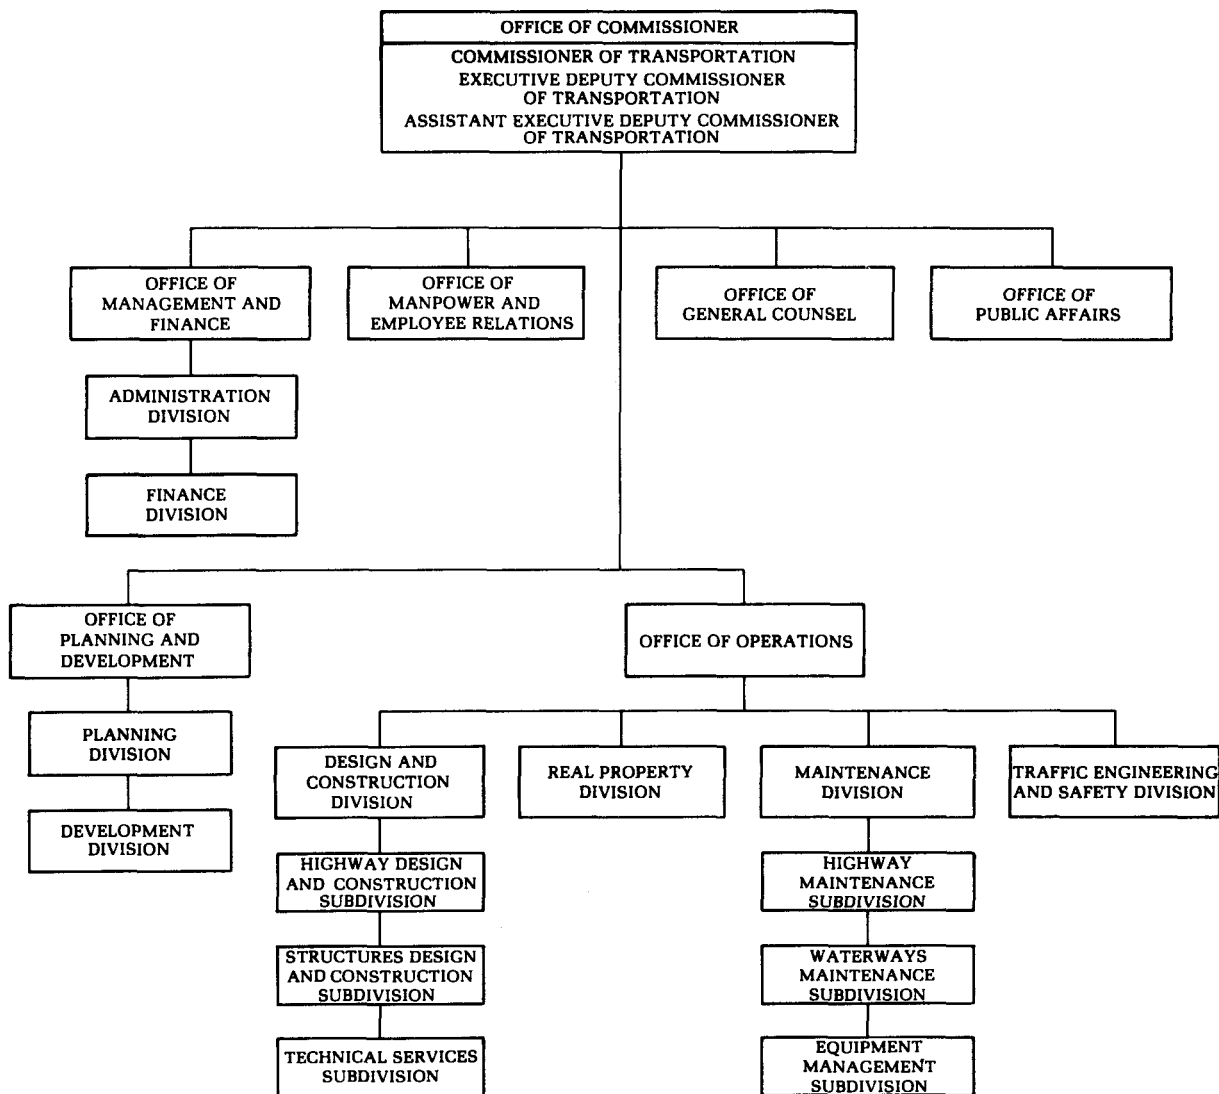 OFFICE OF COMMISSIONER
COMMISSIONER OF TRANSPORTATION
EXECUTIVE DEPUTY COMMISSIONER
OF TRANSPORTATION
ASSISTANT EXECUTIVE DEPUTY COMMISSIONER
OF TRANSPORTATION
OFFICE OF
MANAGEMENT AND
FINANCE
OFFICE OF
MANPOWER AND
EMPLOYEE RELATIONS
OFFICE OF
GENERAL COUNSEL
OFFICE OF
PUBLIC AFFAIRS
ADMINISTRATION
DIVISION
FINANCE
DIVISION
OFFICE OF
PLANNING AND
DEVELOPMENT
OFFICE OF OPERATIONS
PLANNING
DIVISION
DEVELOPMENT
DIVISION
DESIGN AND
CONSTRUCTION
DIVISION
REAL PROPERTY
DIVISION
MAINTENANCE
DIVISION
TRAFFIC ENGINEERING
AND SAFETY DIVISION
HIGHWAY DESIGN
AND CONSTRUCTION
SUBDIVISION
HIGHWAY
MAINTENANCE
SUBDIVISION
STRUCTURES DESIGN
AND CONSTRUCTION
SUBDIVISION
WATERWAYS
MAINTENANCE
SUBDIVISION
TECHNICAL SERVICES
SUBDIVISION
EQUIPMENT
MANAGEMENT
SUBDIVISION